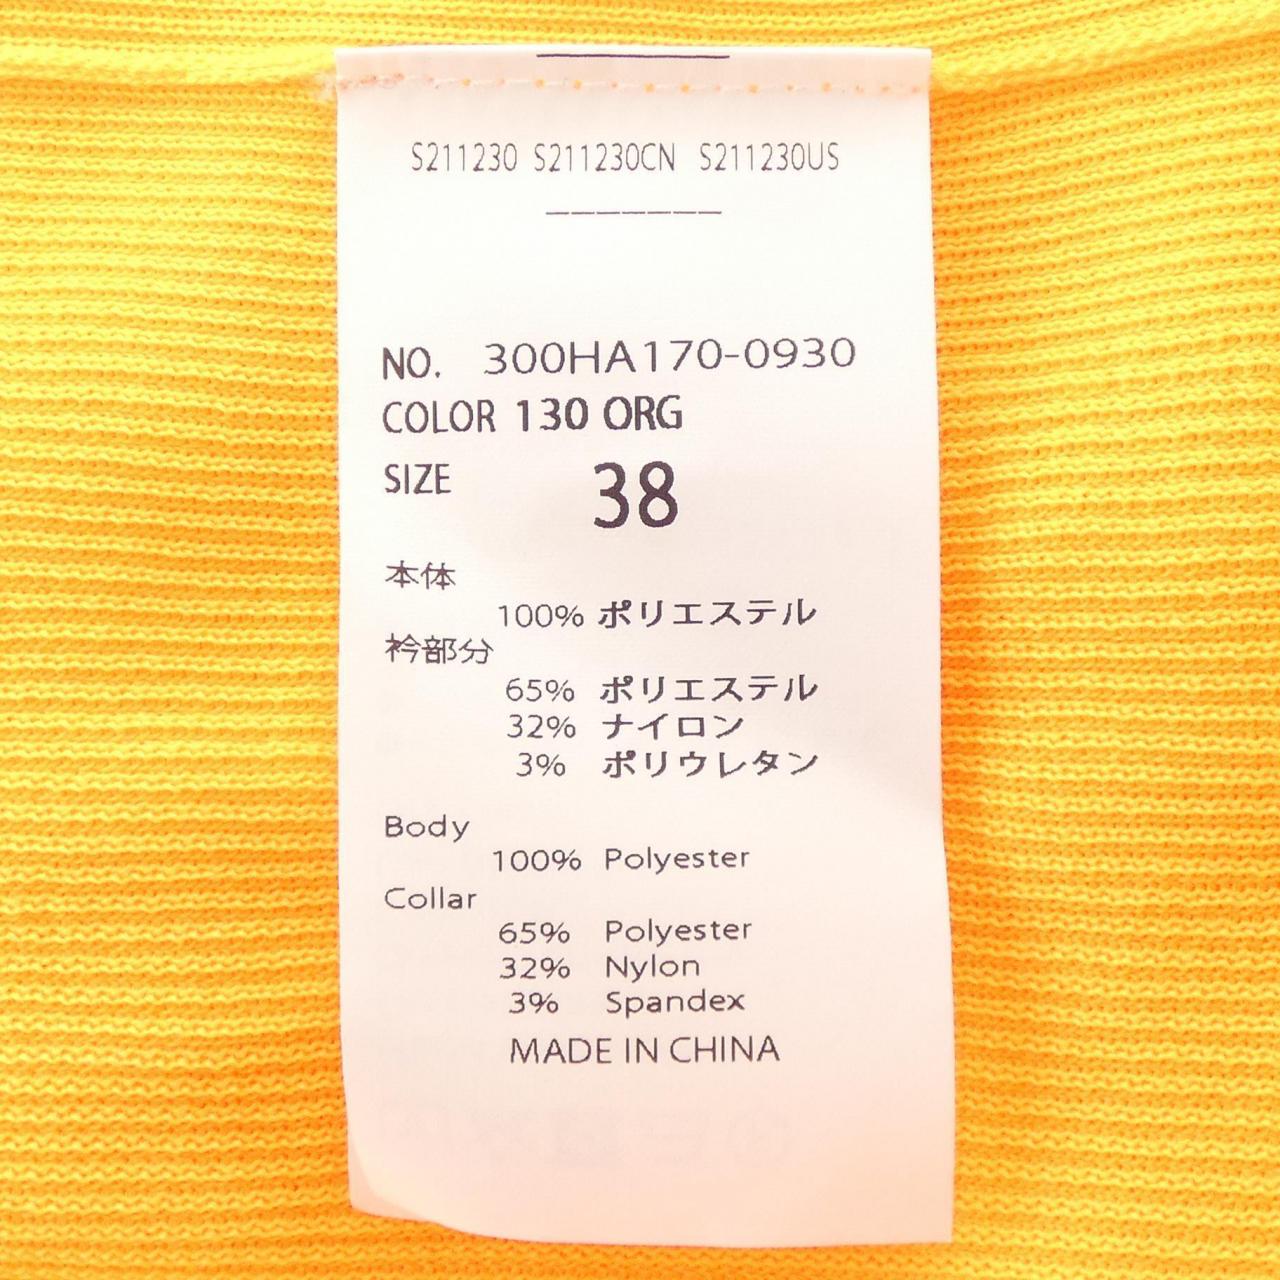 S211230 S211230CN S211230US
NO. 300HA170-0930
COLOR 130 ORG
SIZE 38
本体
100% ポリエステル
衿部分
65% ポリエステル
32% ナイロン
3% ポリウレタン
Body
100% Polyester
Collar
65% Polyester
32% Nylon
3% Spandex
MADE IN CHINA